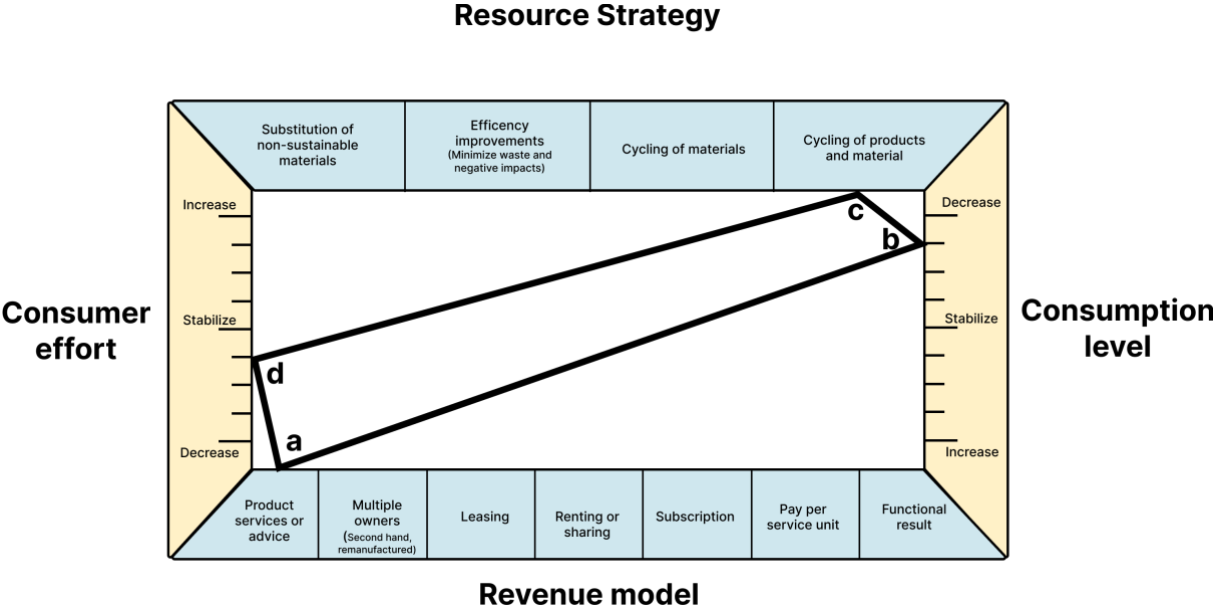 Resource Strategy
Substitution of
non-sustainable
materials
Efficency
improvements
(Minimize waste and
negative impacts)
Cycling of materials
Cycling of products
and material
Increase
Stabilize
Decrease
Consumer
effort
c
b
d
a
Decrease
Stabilize
Increase
Consumption
level
Product
services or
advice
Multiple
owners
(Second hand,
remanufactured)
Leasing
Renting or
sharing
Subscription
Pay per
service unit
Functional
result
Revenue model